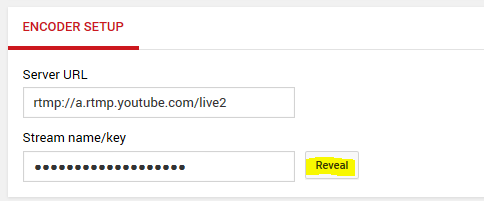 ENCODER SETUP
Server URL
rtmp://a.rtmp.youtube.com/live2
Stream name/key
●●●●●●●●●●●●●●●●●●● Reveal